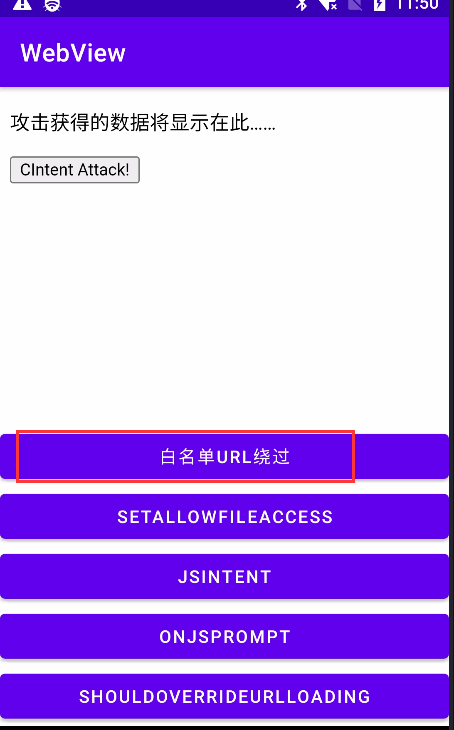 11:50
WebView
攻击获得的数据将显示在此……
CIntent Attack!
白名单URL绕过
SETALLOWFILEACCESS
JSINTENT
ONJSPROMPT
SHOULDOVERRIDEURLLOADING